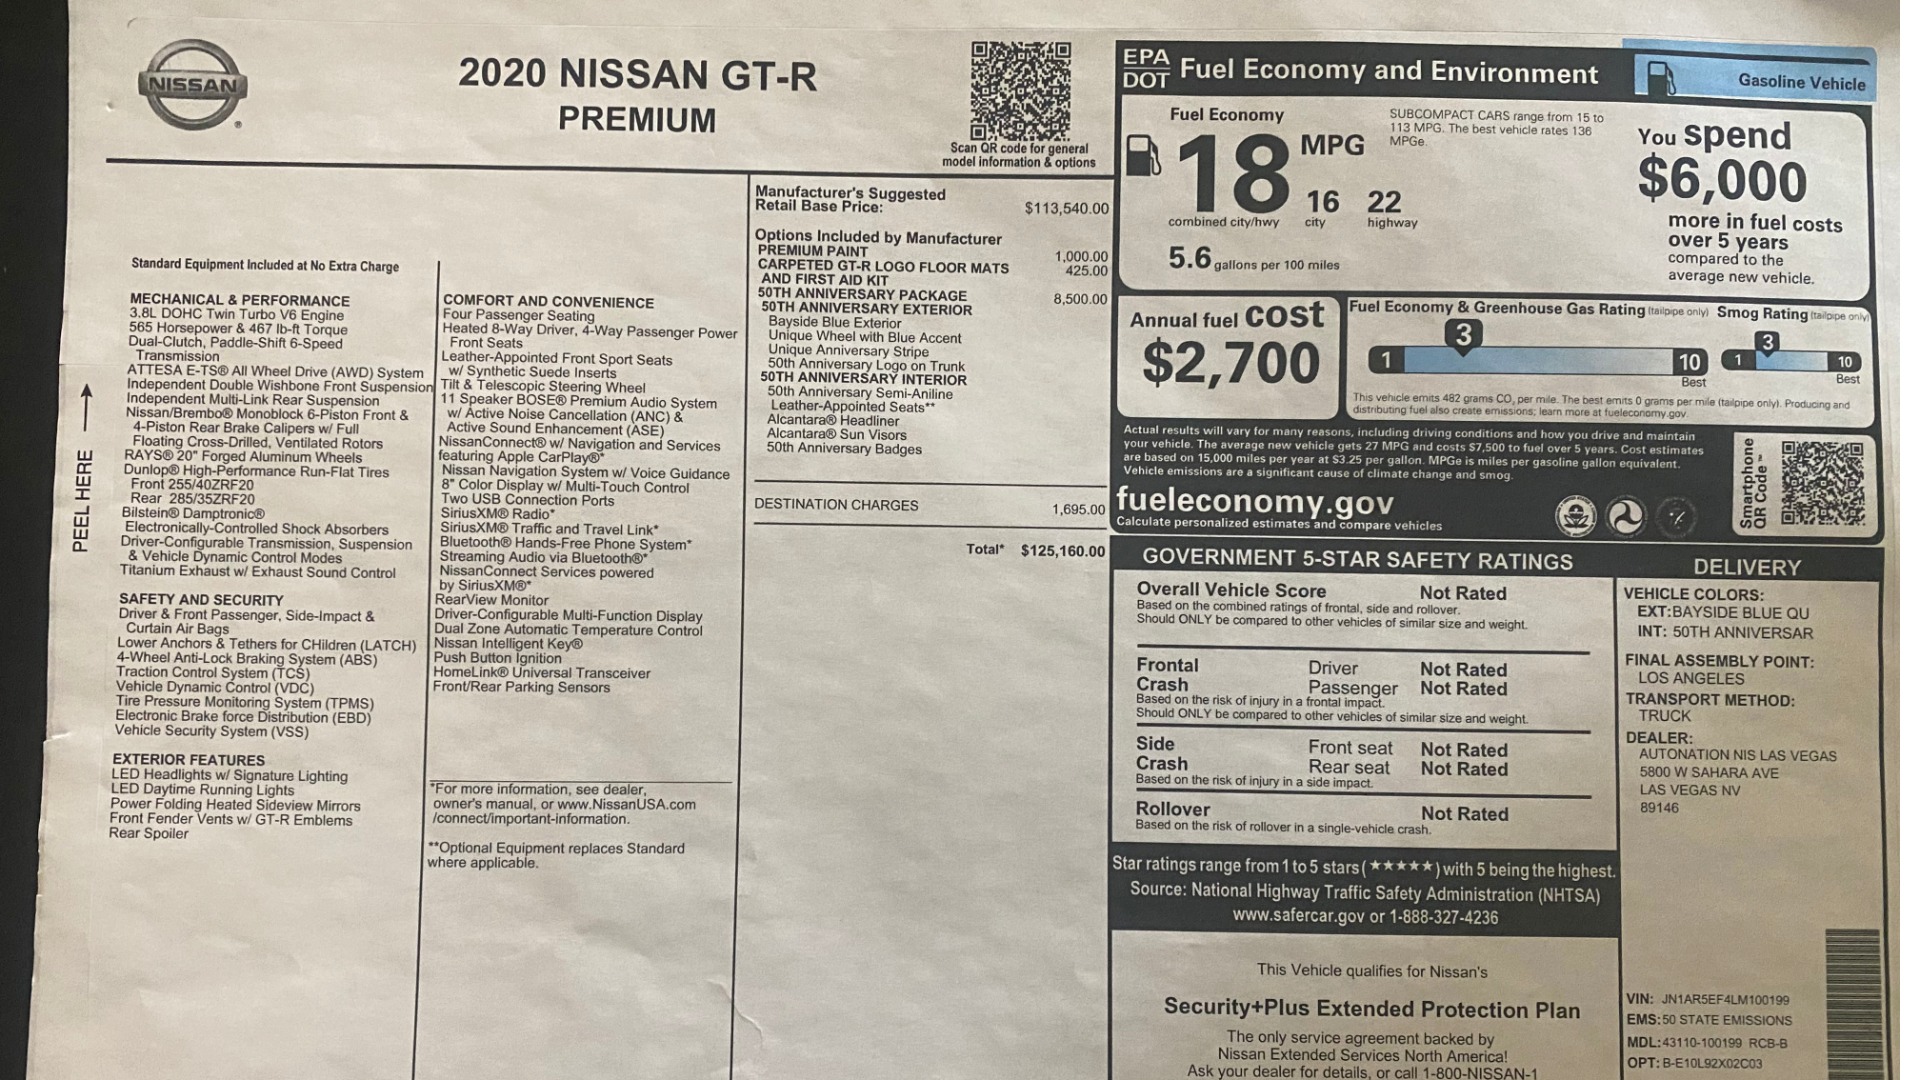 NISSAN
®
2020 NISSAN GT-R
PREMIUM
Scan QR code for general
model information & options
PEEL HERE
Standard Equipment Included at No Extra Charge
MECHANICAL & PERFORMANCE
3.8L DOHC Twin Turbo V6 Engine
565 Horsepower & 467 lb-ft Torque
Dual-Clutch, Paddle-Shift 6-Speed
Transmission
ATTESA E-TS® All Wheel Drive (AWD) System
Independent Double Wishbone Front Suspension
Independent Multi-Link Rear Suspension
Nissan/Brembo® Monoblock 6-Piston Front &
4-Piston Rear Brake Calipers w/ Full
Floating Cross-Drilled, Ventilated Rotors
RAYS® 20" Forged Aluminum Wheels
Dunlop® High-Performance Run-Flat Tires
Front 255/40ZRF20
Rear 285/35ZRF20
Bilstein® Damptronic®
Electronically-Controlled Shock Absorbers
Driver-Configurable Transmission, Suspension
& Vehicle Dynamic Control Modes
Titanium Exhaust w/ Exhaust Sound Control
SAFETY AND SECURITY
Driver & Front Passenger, Side-Impact &
Curtain Air Bags
Lower Anchors & Tethers for CHildren (LATCH)
4-Wheel Anti-Lock Braking System (ABS)
Traction Control System (TCS)
Vehicle Dynamic Control (VDC)
Tire Pressure Monitoring System (TPMS)
Electronic Brake force Distribution (EBD)
Vehicle Security System (VSS)
EXTERIOR FEATURES
LED Headlights w/ Signature Lighting
LED Daytime Running Lights
Power Folding Heated Sideview Mirrors
Front Fender Vents w/ GT-R Emblems
Rear Spoiler
COMFORT AND CONVENIENCE
Four Passenger Seating
Heated 8-Way Driver, 4-Way Passenger Power
Front Seats
Leather-Appointed Front Sport Seats
w/ Synthetic Suede Inserts
Tilt & Telescopic Steering Wheel
11 Speaker BOSE® Premium Audio System
w/ Active Noise Cancellation (ANC) &
Active Sound Enhancement (ASE)
NissanConnect® w/ Navigation and Services
featuring Apple CarPlay®*
Nissan Navigation System w/ Voice Guidance
8" Color Display w/ Multi-Touch Control
Two USB Connection Ports
SiriusXM® Radio*
SiriusXM® Traffic and Travel Link*
Bluetooth® Hands-Free Phone System*
Streaming Audio via Bluetooth®*
NissanConnect Services powered
by SiriusXM®*
RearView Monitor
Driver-Configurable Multi-Function Display
Dual Zone Automatic Temperature Control
Nissan Intelligent Key®
Push Button Ignition
HomeLink® Universal Transceiver
Front/Rear Parking Sensors
*For more information, see dealer,
owner's manual, or www.NissanUSA.com
/connect/important-information.
**Optional Equipment replaces Standard
where applicable.
Manufacturer's Suggested
Retail Base Price: $113,540.00
Options Included by Manufacturer
PREMIUM PAINT 1,000.00
CARPETED GT-R LOGO FLOOR MATS 425.00
AND FIRST AID KIT
50TH ANNIVERSARY PACKAGE 8,500.00
50TH ANNIVERSARY EXTERIOR
Bayside Blue Exterior
Unique Wheel with Blue Accent
Unique Anniversary Stripe
50th Anniversary Logo on Trunk
50TH ANNIVERSARY INTERIOR
50th Anniversary Semi-Aniline
Leather-Appointed Seats**
Alcantara® Headliner
Alcantara® Sun Visors
50th Anniversary Badges
DESTINATION CHARGES 1,695.00
Total* $125,160.00
EPA
DOT Fuel Economy and Environment
Gasoline Vehicle
Fuel Economy
18 MPG
combined city/hwy
16
city
22
highway
5.6 gallons per 100 miles
SUBCOMPACT CARS range from 15 to
113 MPG. The best vehicle rates 136
MPGe.
You spend
$6,000
more in fuel costs
over 5 years
compared to the
average new vehicle.
Annual fuel cost
$2,700
Fuel Economy & Greenhouse Gas Rating (tailpipe only)
3
1
10
Best
Smog Rating (tailpipe only)
3
1
10
Best
This vehicle emits 482 grams CO2 per mile. The best emits 0 grams per mile (tailpipe only). Producing and
distributing fuel also create emissions; learn more at fueleconomy.gov.
Actual results will vary for many reasons, including driving conditions and how you drive and maintain
your vehicle. The average new vehicle gets 27 MPG and costs $7,500 to fuel over 5 years. Cost estimates
are based on 15,000 miles per year at $3.25 per gallon. MPGe is miles per gasoline gallon equivalent.
Vehicle emissions are a significant cause of climate change and smog.
fueleconomy.gov
Calculate personalized estimates and compare vehicles
Smartphone
QR Code™
GOVERNMENT 5-STAR SAFETY RATINGS
Overall Vehicle Score Not Rated
Based on the combined ratings of frontal, side and rollover.
Should ONLY be compared to other vehicles of similar size and weight.
Frontal Driver Not Rated
Crash Passenger Not Rated
Based on the risk of injury in a frontal impact.
Should ONLY be compared to other vehicles of similar size and weight.
Side Front seat Not Rated
Crash Rear seat Not Rated
Based on the risk of injury in a side impact.
Rollover Not Rated
Based on the risk of rollover in a single-vehicle crash.
Star ratings range from 1 to 5 stars (★★★★★) with 5 being the highest.
Source: National Highway Traffic Safety Administration (NHTSA)
www.safercar.gov or 1-888-327-4236
This Vehicle qualifies for Nissan's
Security+Plus Extended Protection Plan
The only service agreement backed by
Nissan Extended Services North America!
Ask your dealer for details, or call 1-800-NISSAN-1
DELIVERY
VEHICLE COLORS:
EXT:BAYSIDE BLUE QU
INT: 50TH ANNIVERSAR
FINAL ASSEMBLY POINT:
LOS ANGELES
TRANSPORT METHOD:
TRUCK
DEALER:
AUTONATION NIS LAS VEGAS
5800 W SAHARA AVE
LAS VEGAS NV
89146
VIN: JN1AR5EF4LM100199
EMS:50 STATE EMISSIONS
MDL:43110-100199 RCB-B
OPT: B-E10L92X02C03